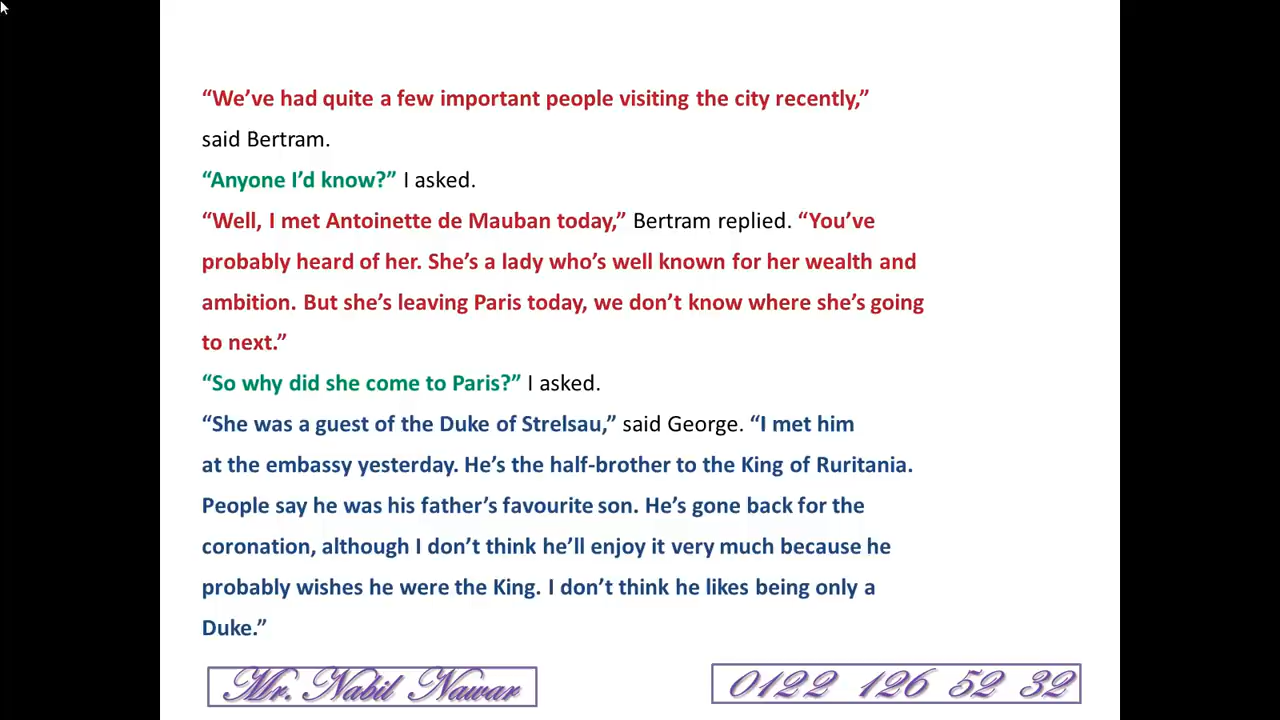 “We’ve had quite a few important people visiting the city recently,”
said Bertram.
“Anyone I’d know?” I asked.
“Well, I met Antoinette de Mauban today,” Bertram replied. “You’ve
probably heard of her. She’s a lady who’s well known for her wealth and
ambition. But she’s leaving Paris today, we don’t know where she’s going
to next.”
“So why did she come to Paris?” I asked.
“She was a guest of the Duke of Strelsau,” said George. “I met him
at the embassy yesterday. He’s the half-brother to the King of Ruritania.
People say he was his father’s favourite son. He’s gone back for the
coronation, although I don’t think he’ll enjoy it very much because he
probably wishes he were the King. I don’t think he likes being only a
Duke.”
Mr. Nabil Nawar
0122 126 52 32